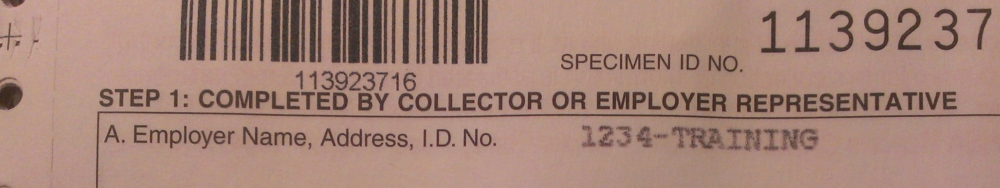 1139237
SPECIMEN ID NO.
113923716
STEP 1: COMPLETED BY COLLECTOR OR EMPLOYER REPRESENTATIVE
A. Employer Name, Address, I.D. No.
1234-TRAINING